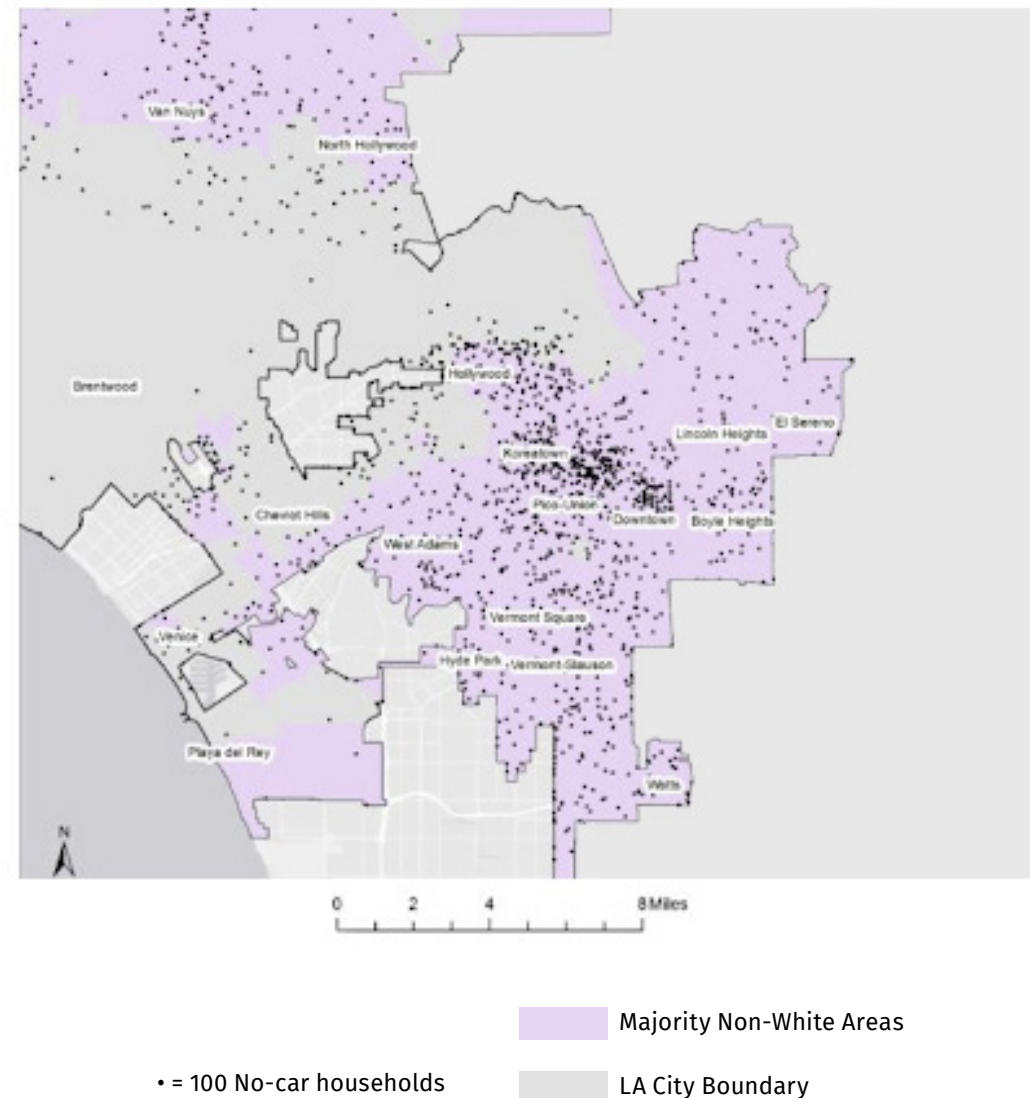 Van Nuys
North Hollywood
Hollywood
Brentwood
El Sereno
Lincoln Heights
Koreatown
Pico-Union
Cheviot Hills
Downtown
Boyle Heights
West Adams
Vermont Square
Venice
Hyde Park
Vermont-Slauson
Playa del Rey
Watts
N
0 2 4 8 Miles
Majority Non-White Areas
• = 100 No-car households
LA City Boundary